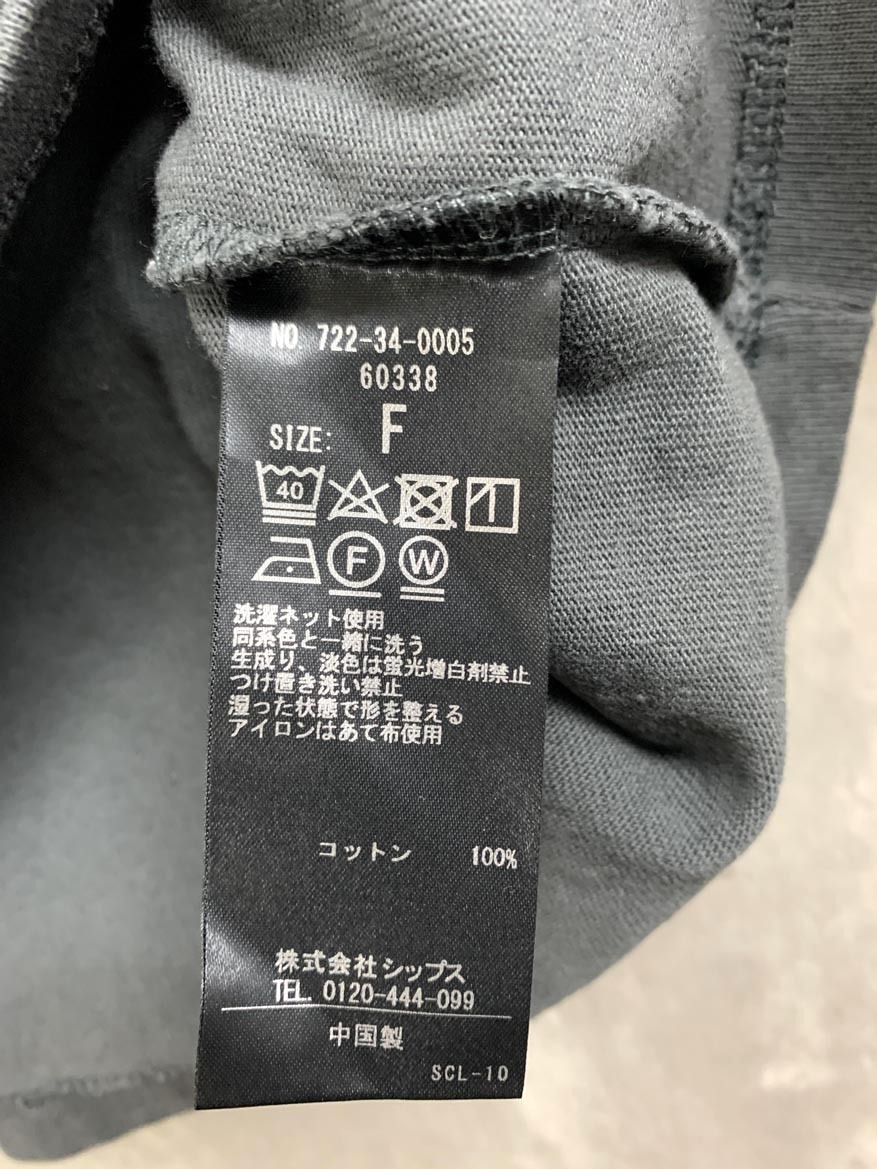 NO 722-34-0005
60338
SIZE: F
40
F W
洗濯ネット使用
同系色と一緒に洗う
生成り、淡色は蛍光増白剤禁止
つけ置き洗い禁止
湿った状態で形を整える
アイロンはあて布使用
コットン 100%
株式会社シップス
TEL. 0120-444-099
中国製
SCL-10